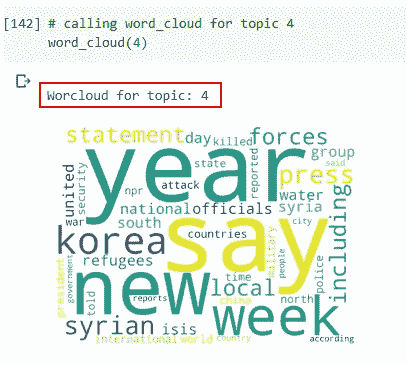 [142] # calling word_cloud for topic 4
word_cloud(4)
Worcloud for topic: 4
statement day killed forces
year
state reported said group
press
war united security npr attack
water
national officials syria
south countries city
korea say including
refugees military people police
president government told
new local
time
reports china north
syrian isis week
international world country according